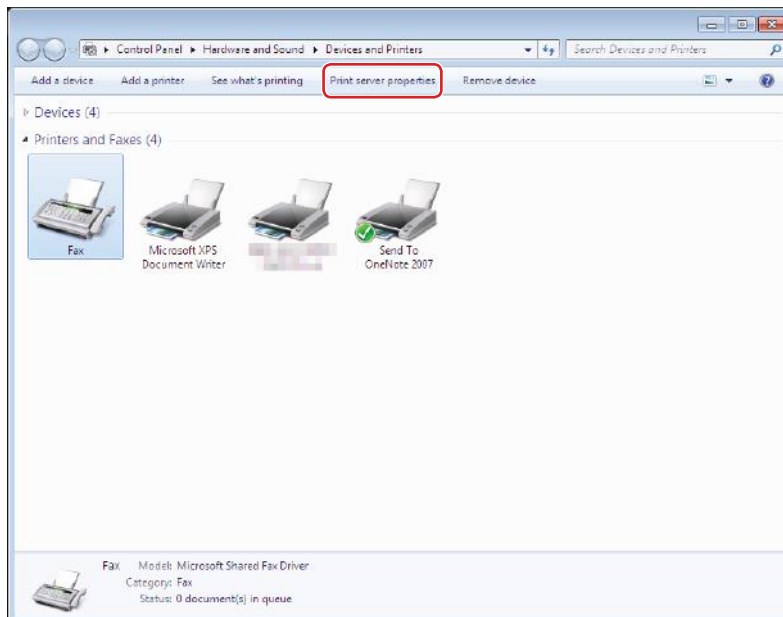 Control Panel ▸ Hardware and Sound ▸ Devices and Printers
Search Devices and Printers
Add a device Add a printer See what's printing Print server properties Remove device
Devices (4)
Printers and Faxes (4)
Fax
Microsoft XPS
Document Writer
Send To
OneNote 2007
Fax Model: Microsoft Shared Fax Driver
Category: Fax
Status: 0 document(s) in queue